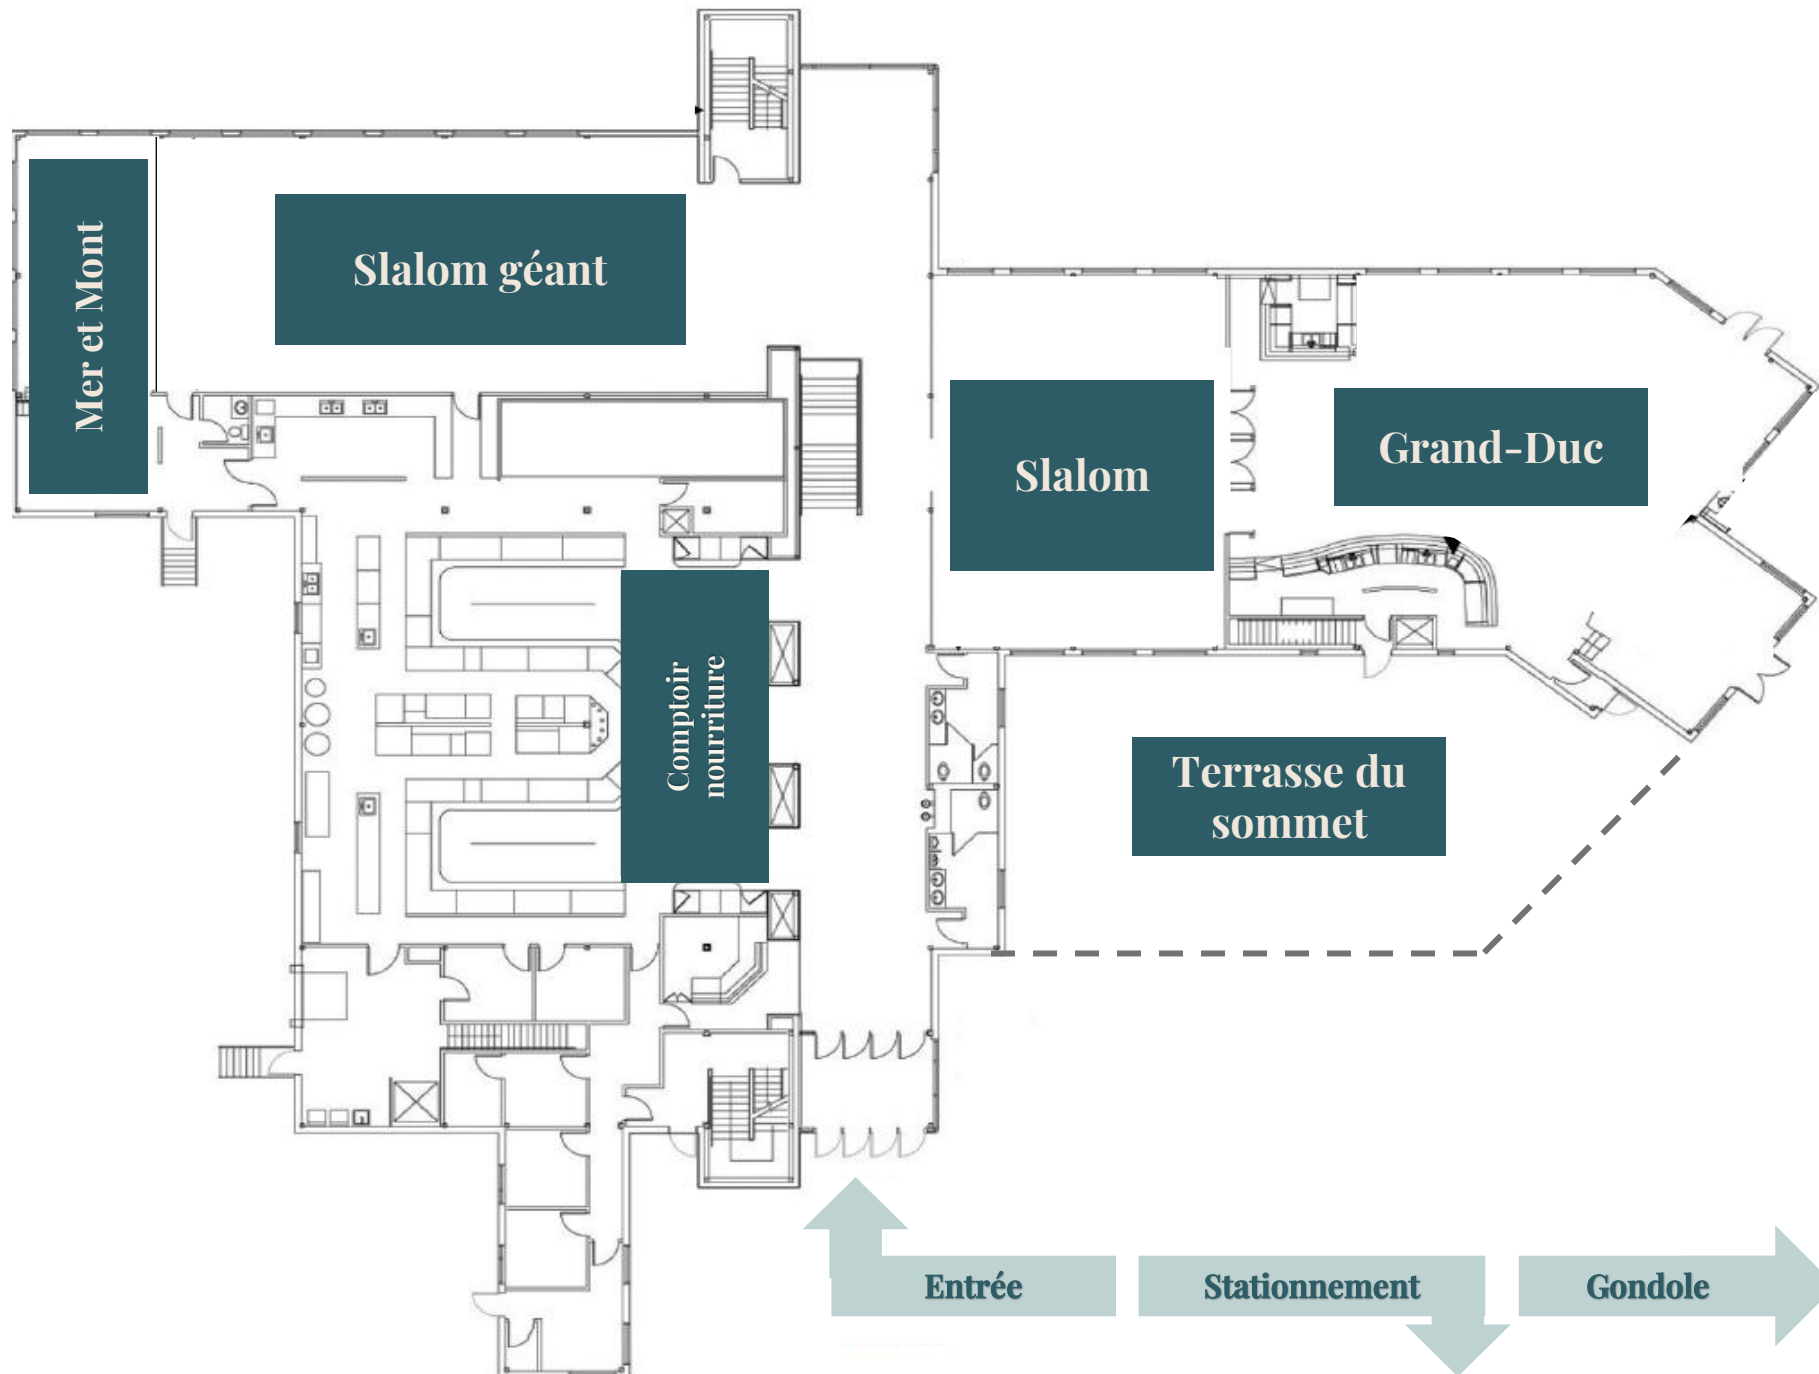 Mer et Mont
Slalom géant
Slalom
Grand-Duc
Comptoir
nourriture
Terrasse du
sommet
Entrée
Stationnement
Gondole